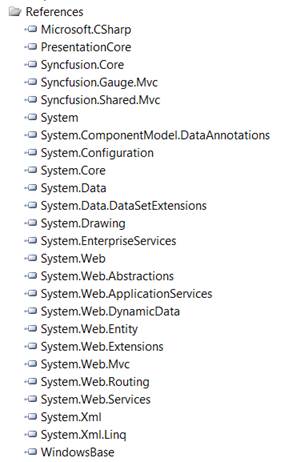 References
Microsoft.CSharp
PresentationCore
Syncfusion.Core
Syncfusion.Gauge.Mvc
Syncfusion.Shared.Mvc
System
System.ComponentModel.DataAnnotations
System.Configuration
System.Core
System.Data
System.Data.DataSetExtensions
System.Drawing
System.EnterpriseServices
System.Web
System.Web.Abstractions
System.Web.ApplicationServices
System.Web.DynamicData
System.Web.Entity
System.Web.Extensions
System.Web.Mvc
System.Web.Routing
System.Web.Services
System.Xml
System.Xml.Linq
WindowsBase